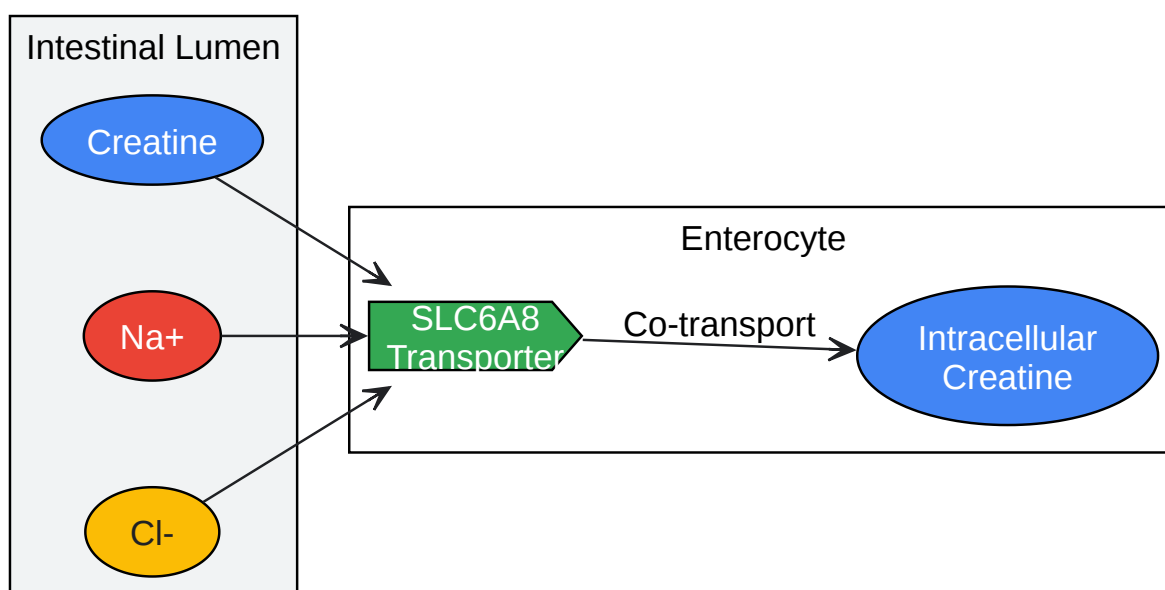 Intestinal Lumen
Creatine
Na+
Cl-
Enterocyte
SLC6A8
Transporter
Co-transport
Intracellular
Creatine